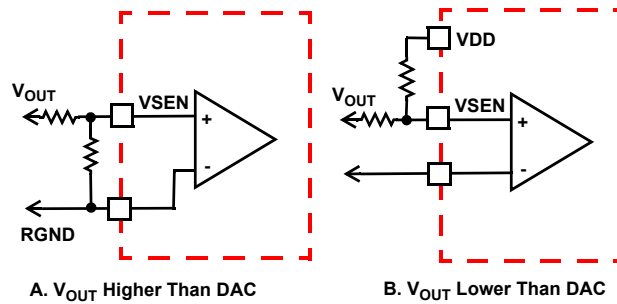 VDD
VOUT
VSEN
+
-
RGND
VOUT
VSEN
+
-
A. VOUT Higher Than DAC
B. VOUT Lower Than DAC